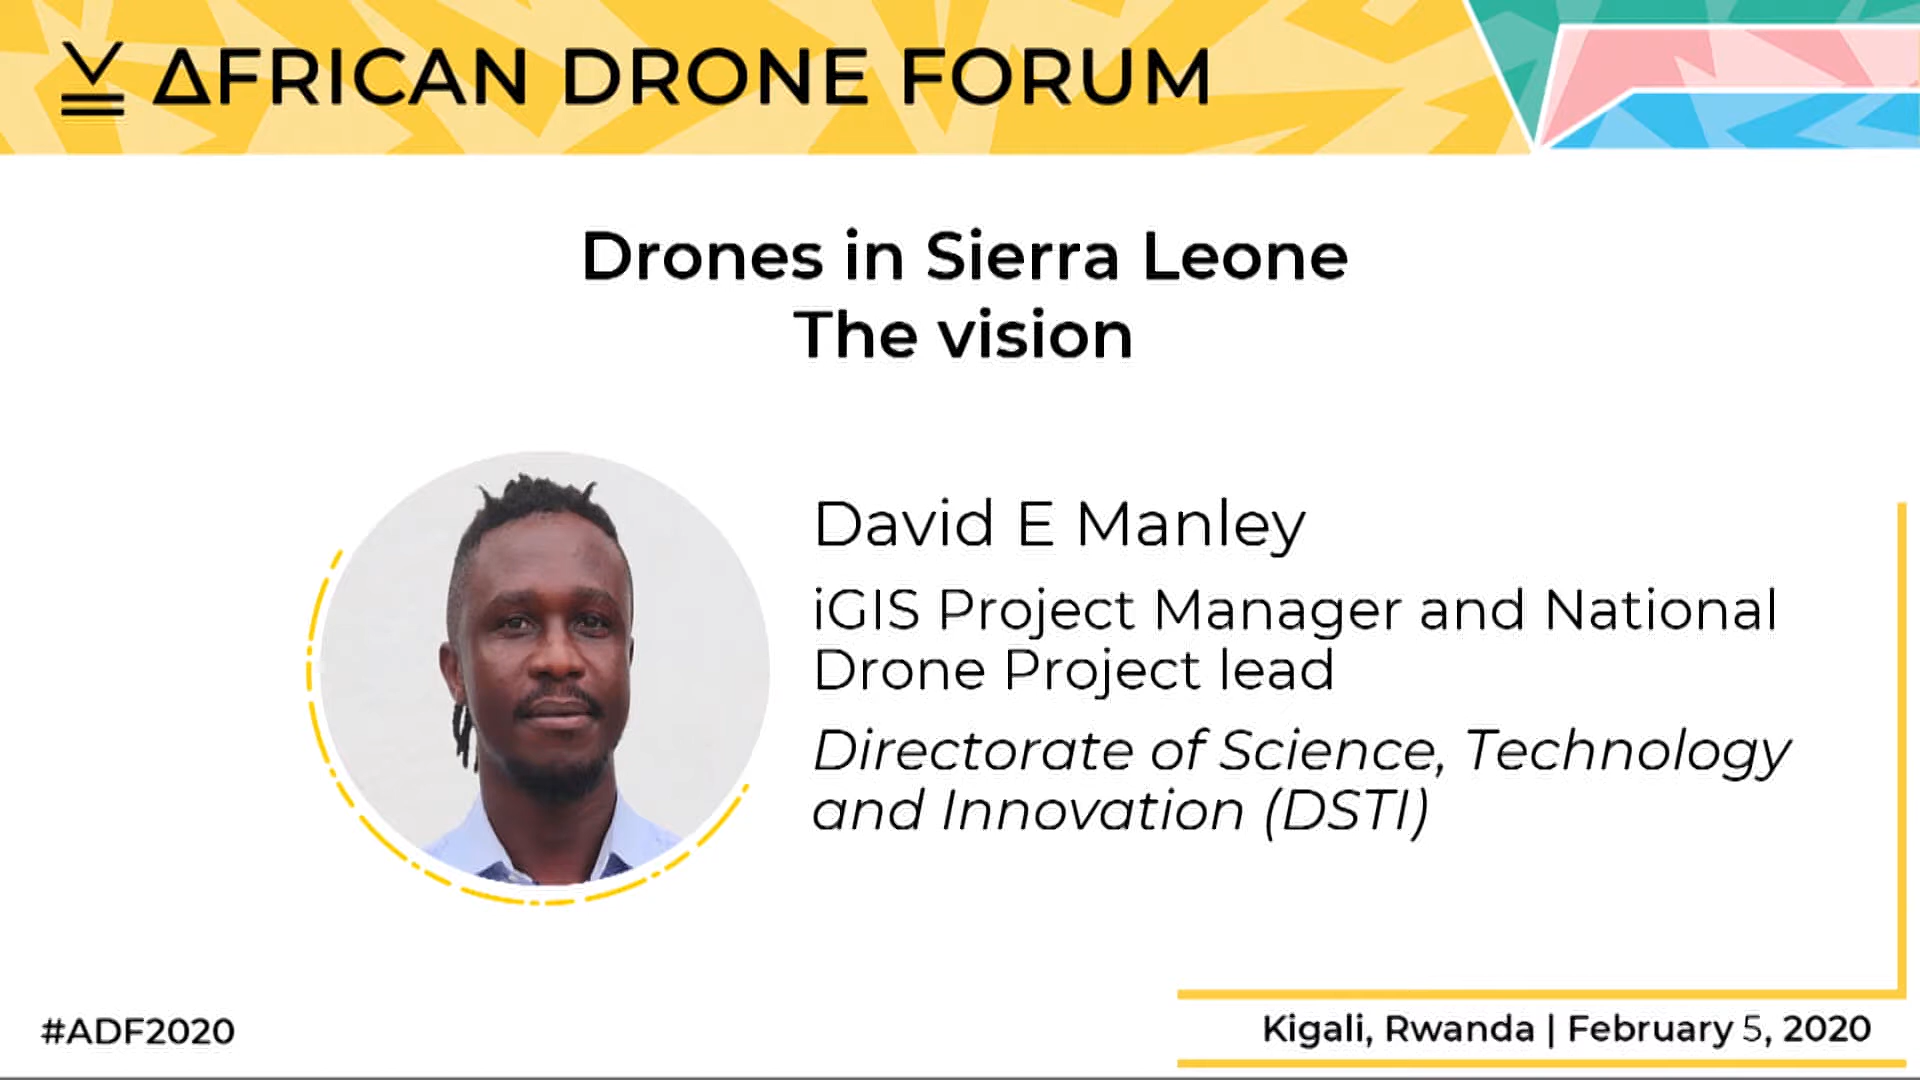 AFRICAN DRONE FORUM
Drones in Sierra Leone
The vision
David E Manley
iGIS Project Manager and National
Drone Project lead
Directorate of Science, Technology
and Innovation (DSTI)
#ADF2020
Kigali, Rwanda | February 5, 2020